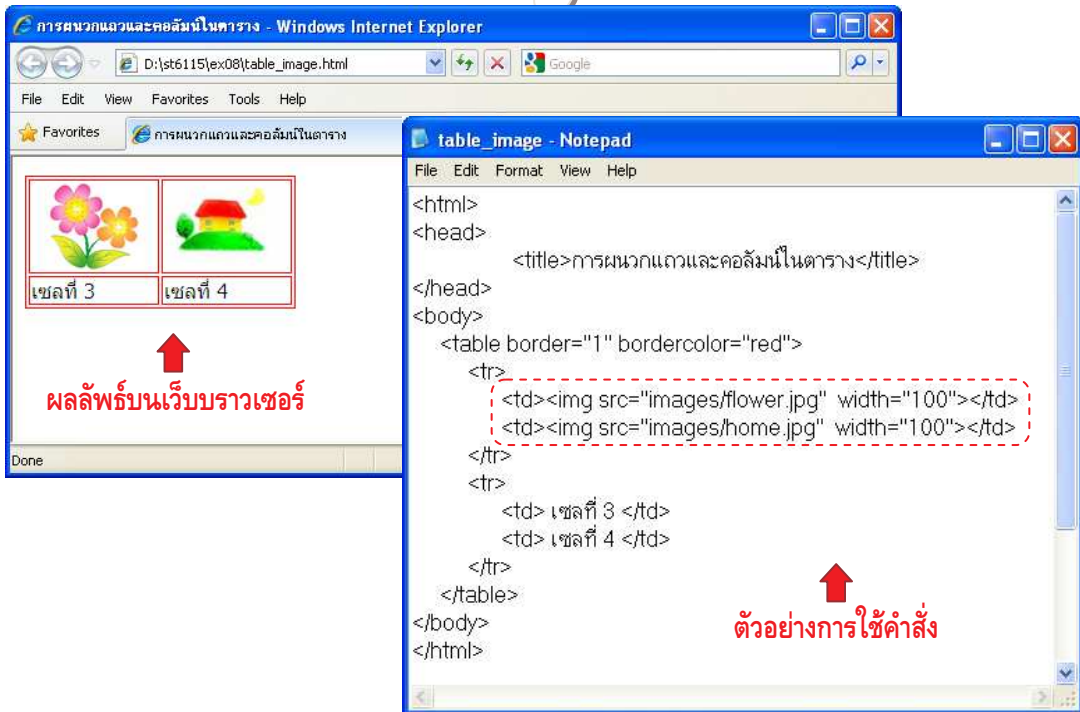 การผนวกแถวและคอลัมน์ในตาราง - Windows Internet Explorer
D:\st6115\ex08\table_image.html
Google
File Edit View Favorites Tools Help
Favorites
การผนวกแถวและคอลัมน์ในตาราง
เซลที่ 3 เซลที่ 4
ผลลัพธ์บนเว็บบราวเซอร์
Done
table_image - Notepad
File Edit Format View Help
<html>
<head>
<title>การผนวกแถวและคอลัมน์ในตาราง</title>
</head>
<body>
<table border="1" bordercolor="red">
<tr>
<td><img src="images/flower.jpg" width="100"></td>
<td><img src="images/home.jpg" width="100"></td>
</tr>
<tr>
<td> เซลที่ 3 </td>
<td> เซลที่ 4 </td>
</tr>
</table>
</body>
</html>
ตัวอย่างการใช้คำสั่ง